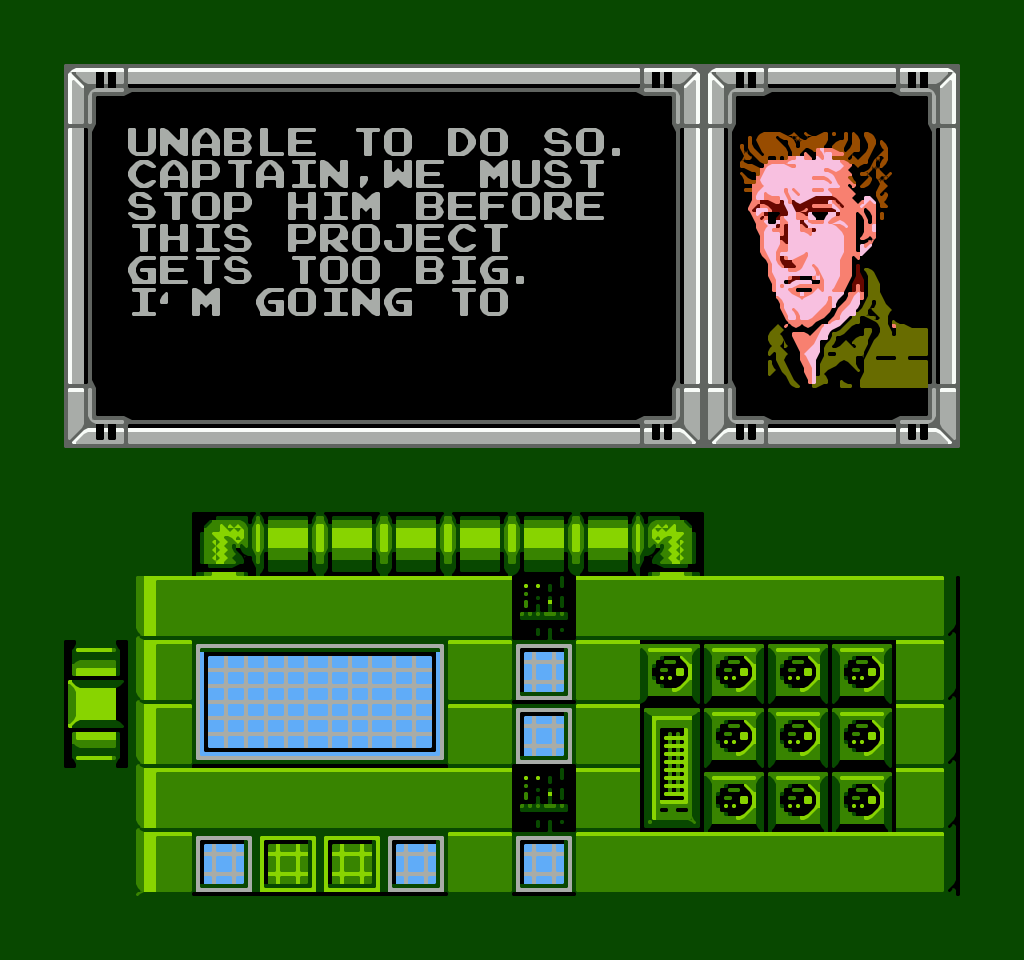 UNABLE TO DO SO.
CAPTAIN,WE MUST
STOP HIM BEFORE
THIS PROJECT
GETS TOO BIG.
I'M GOING TO